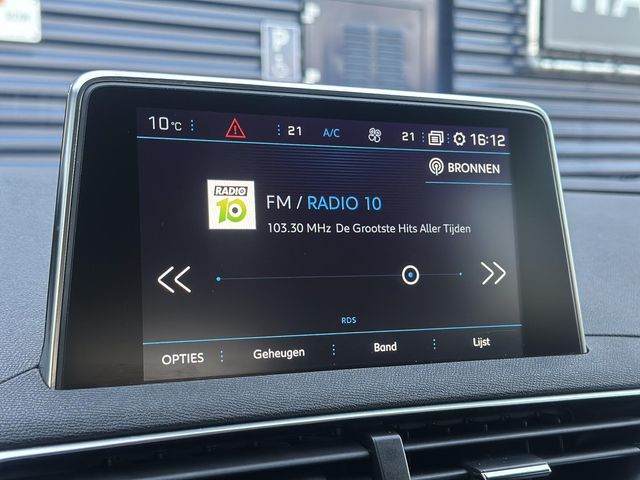 10°C 21 A/C 21 16:12
BRONNEN
RADIO
10
FM / RADIO 10
103.30 MHz De Grootste Hits Aller Tijden
RDS
OPTIES Geheugen Band Lijst
P